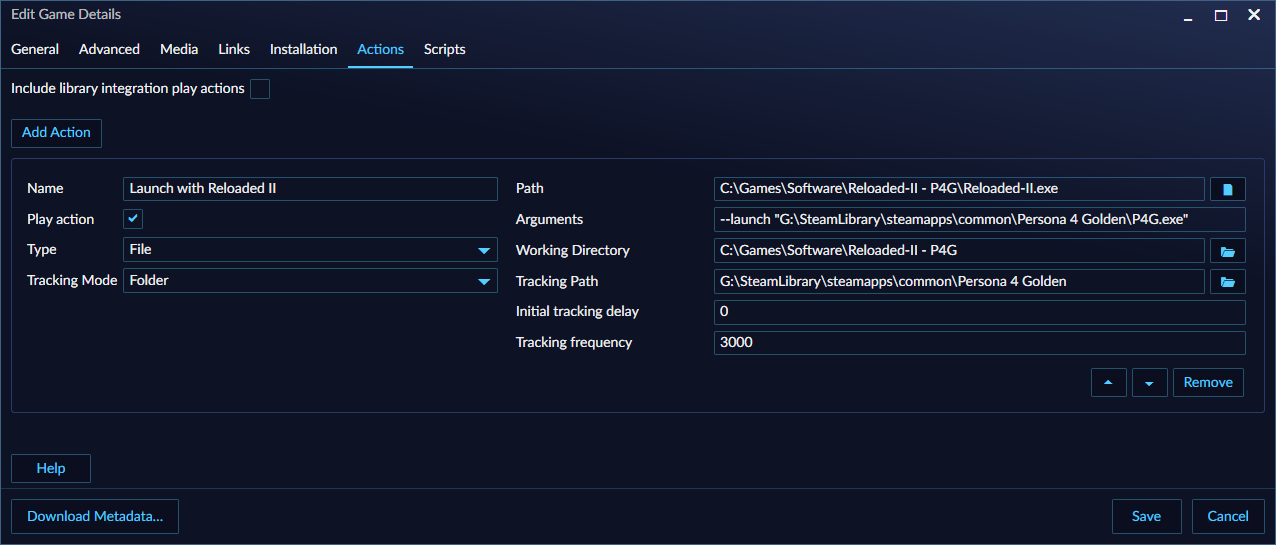 Edit Game Details
General Advanced Media Links Installation Actions Scripts
Include library integration play actions
Add Action
Name Launch with Reloaded II Path C:\Games\Software\Reloaded-II - P4G\Reloaded-II.exe
Play action Arguments --launch "G:\SteamLibrary\steamapps\common\Persona 4 Golden\P4G.exe"
Type File Working Directory C:\Games\Software\Reloaded-II - P4G
Tracking Mode Folder Tracking Path G:\SteamLibrary\steamapps\common\Persona 4 Golden
Initial tracking delay 0
Tracking frequency 3000
Remove
Help
Download Metadata... Save Cancel